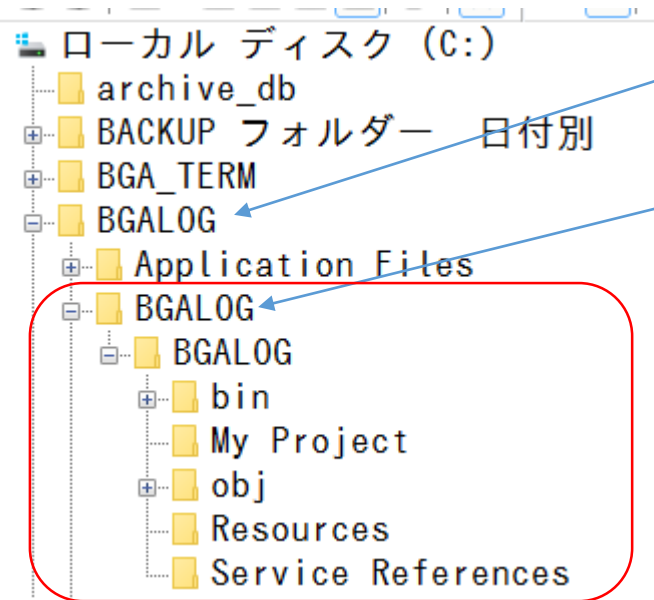 ローカル ディスク (C:)
archive_db
BACKUP フォルダー　日付別
BGA_TERM
BGALOG
Application Files
BGALOG
BGALOG
bin
My Project
obj
Resources
Service References